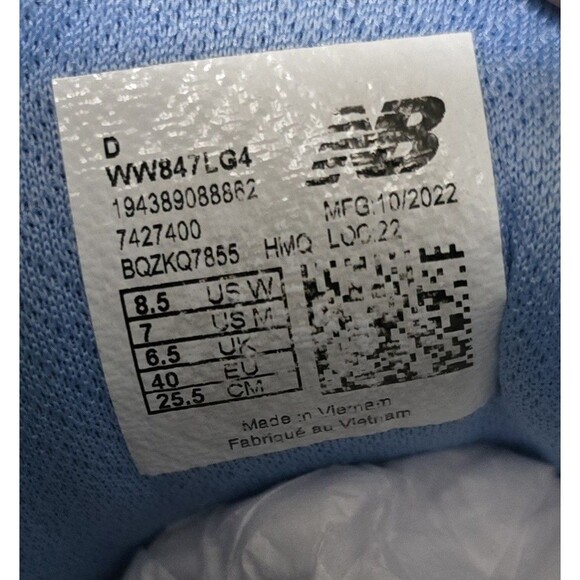 D
WW847LG4
194389088862
7427400
BQZKQ7855 HMQ
NB
MFG:10/2022
LOC:22
8.5 US W
7 US M
6.5 UK
40 EU
25.5 CM
Made in Vietnam
Fabriqué au Vietnam